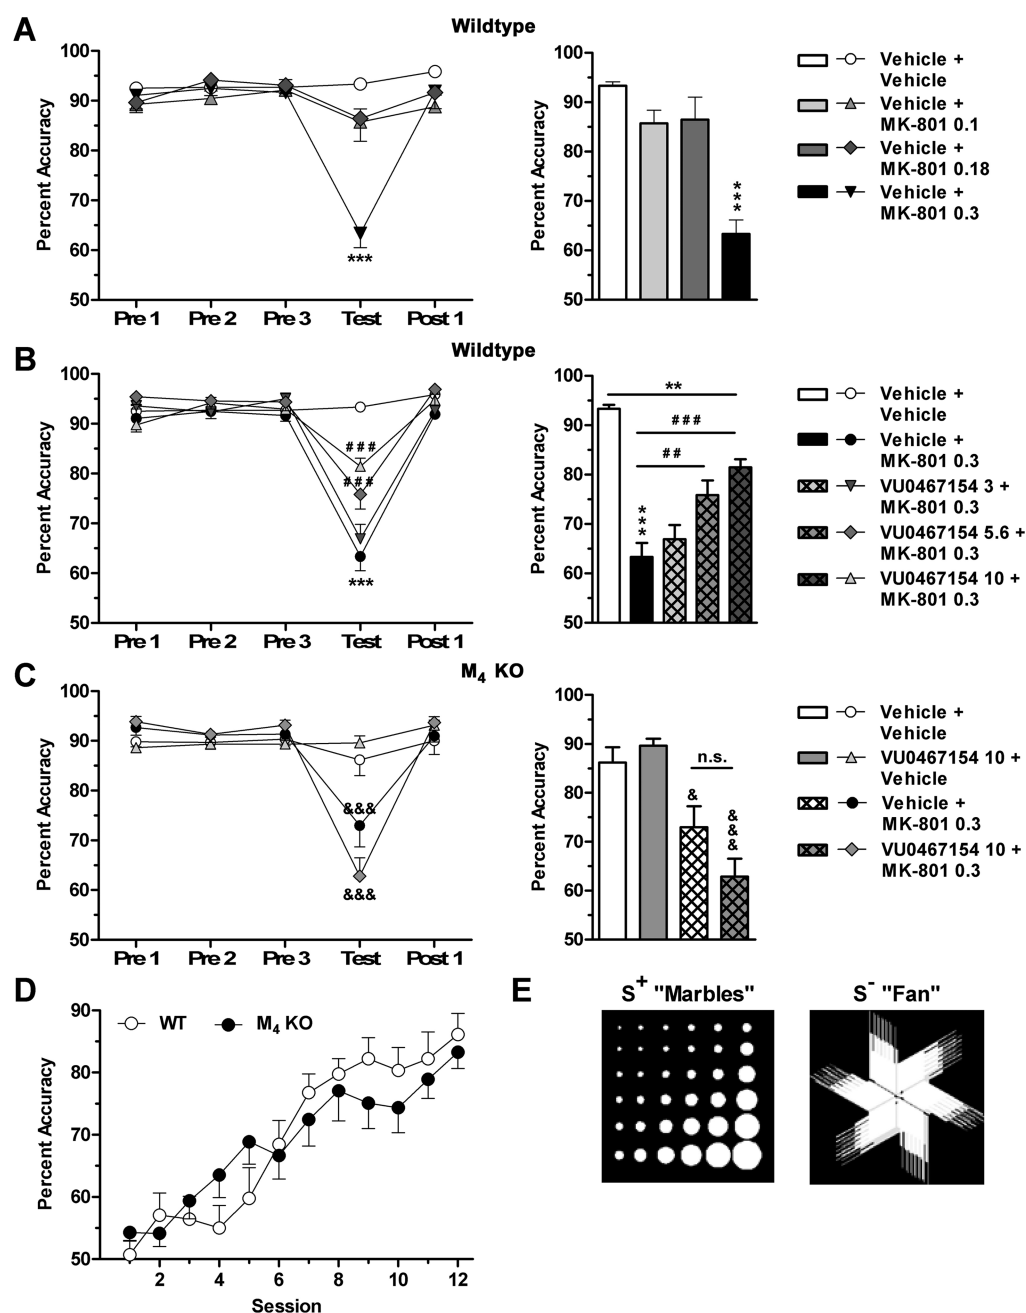 A
Wildtype
100
90
80
70
60
50
Percent Accuracy
***
Pre 1 Pre 2 Pre 3 Test Post 1
100
90
80
70
60
50
Percent Accuracy
***
Vehicle +
Vehicle
Vehicle +
MK-801 0.1
Vehicle +
MK-801 0.18
Vehicle +
MK-801 0.3
B
Wildtype
100
90
80
70
60
50
Percent Accuracy
###
###
***
Pre 1 Pre 2 Pre 3 Test Post 1
100
90
80
70
60
50
Percent Accuracy
**
###
##
***
Vehicle +
Vehicle
Vehicle +
MK-801 0.3
VU0467154 3 +
MK-801 0.3
VU0467154 5.6 +
MK-801 0.3
VU0467154 10 +
MK-801 0.3
C
M4 KO
100
90
80
70
60
50
Percent Accuracy
&&&
&&&
Pre 1 Pre 2 Pre 3 Test Post 1
100
90
80
70
60
50
Percent Accuracy
n.s.
&
&&&
Vehicle +
Vehicle
VU0467154 10 +
Vehicle
Vehicle +
MK-801 0.3
VU0467154 10 +
MK-801 0.3
D
90
80
70
60
50
Percent Accuracy
WT M4 KO
2 4 6 8 10 12
Session
E
S+ "Marbles"
S- "Fan"